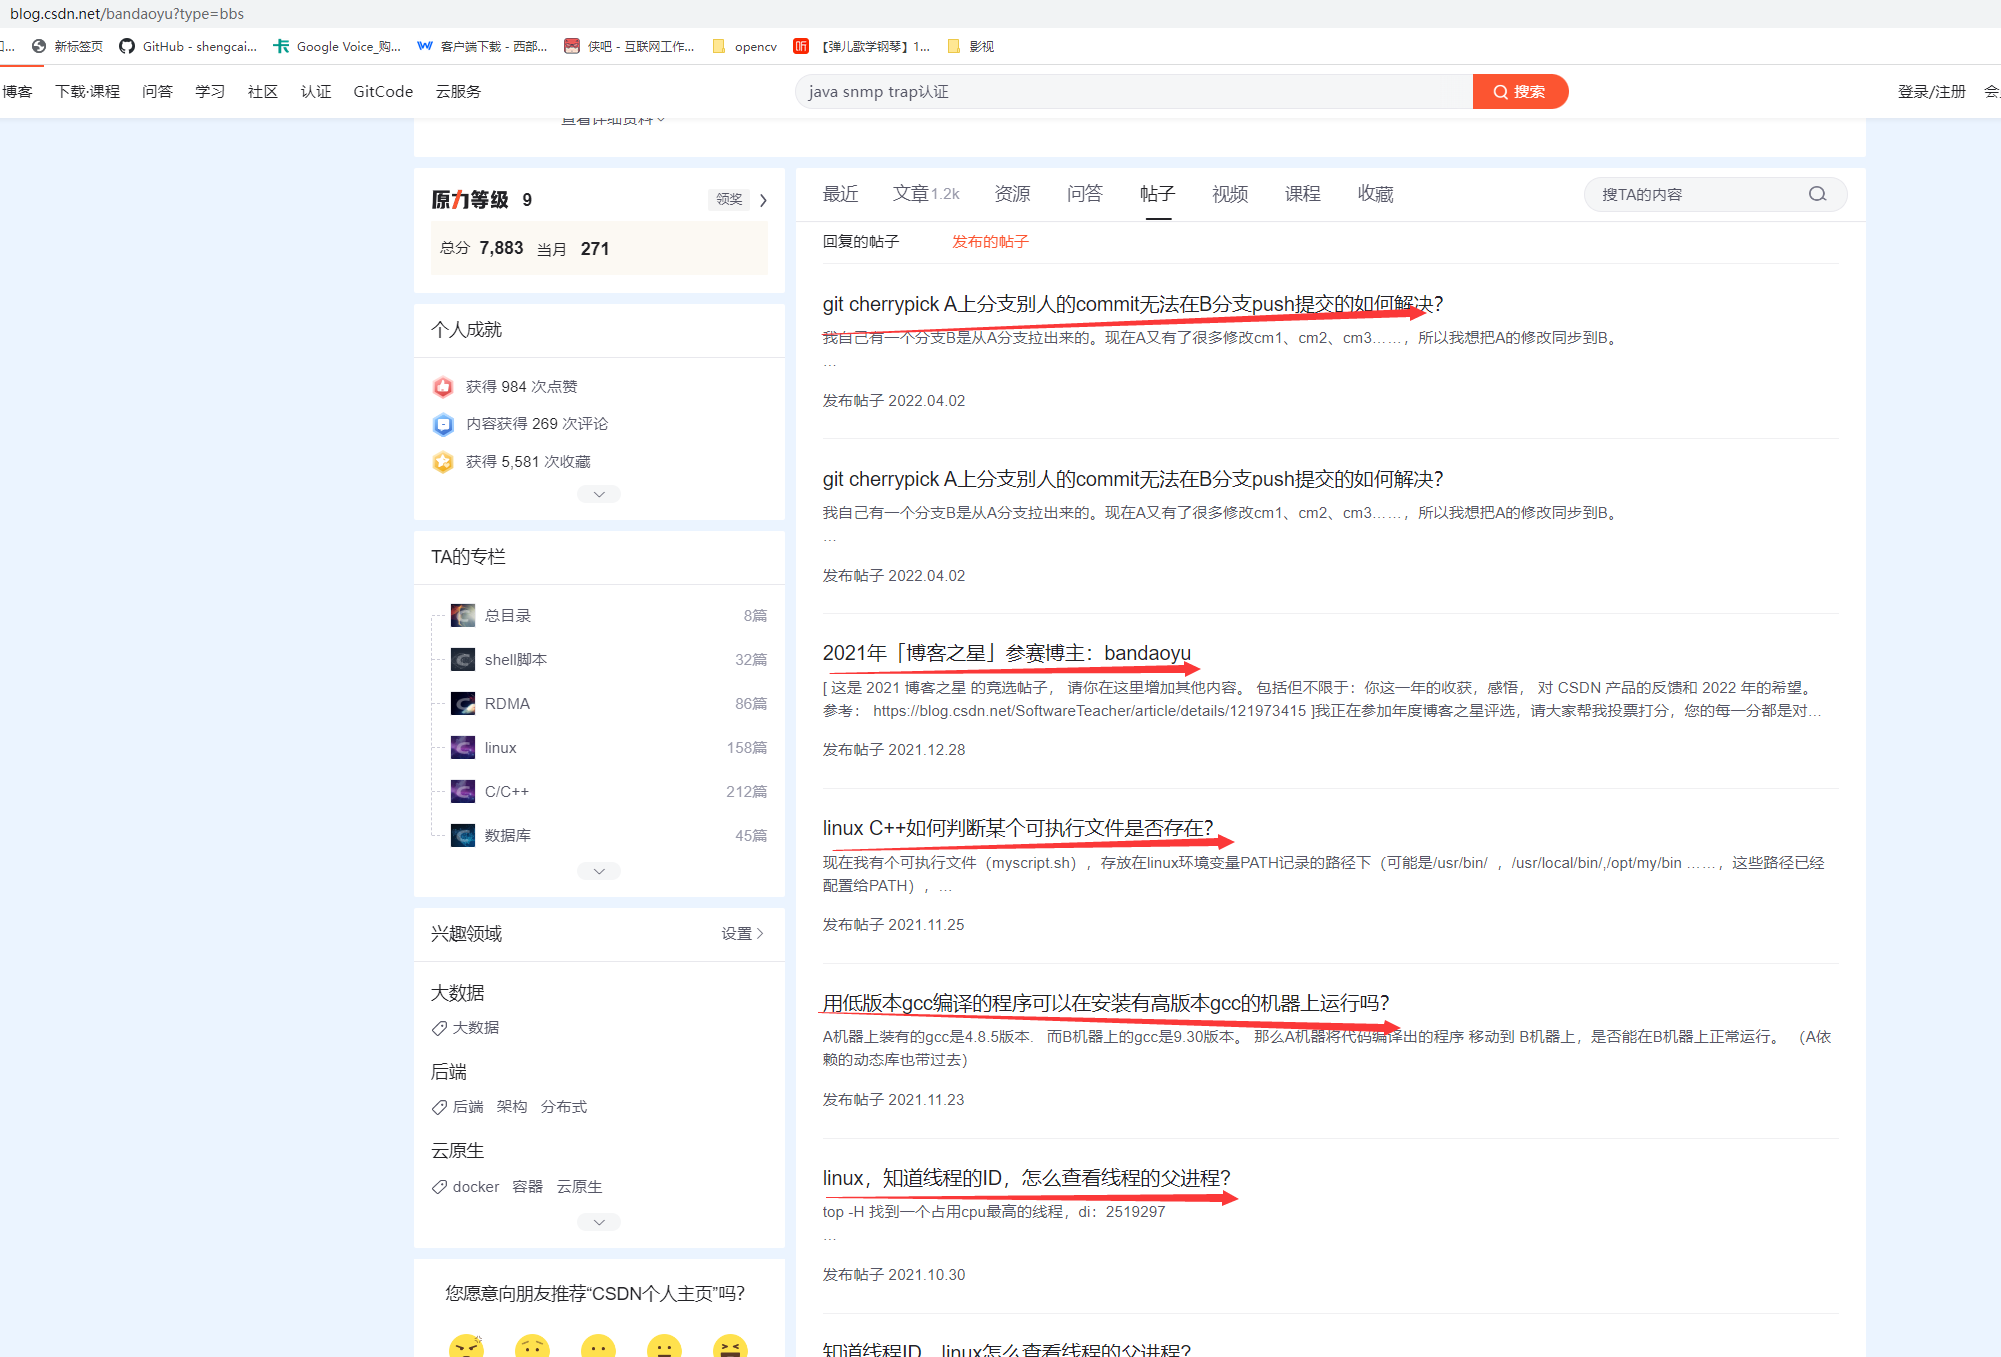 blog.csdn.net/bandaoyu?type=bbs
新标签页
GitHub - shengcai...
Google Voice_购...
客户端下载 - 西部...
侠吧 - 互联网工作...
opencv
【弹儿歌学钢琴】1...
影视
博客
下载·课程
问答
学习
社区
认证
GitCode
云服务
java snmp trap认证
搜索
登录/注册
查看详细资料
原力等级 9
领奖
总分 7,883 当月 271
个人成就
获得 984 次点赞
内容获得 269 次评论
获得 5,581 次收藏
TA的专栏
总目录 8篇
shell脚本 32篇
RDMA 86篇
linux 158篇
C/C++ 212篇
数据库 45篇
兴趣领域
设置
大数据
大数据
后端
后端 架构 分布式
云原生
docker 容器 云原生
您愿意向朋友推荐“CSDN个人主页”吗?
最近
文章 1.2k
资源
问答
帖子
视频
课程
收藏
搜TA的内容
回复的帖子
发布的帖子
git cherrypick A上分支别人的commit无法在B分支push提交的如何解决?
我自己有一个分支B是从A分支拉出来的。现在A又有了很多修改cm1、cm2、cm3……，所以我想把A的修改同步到B。
...
发布帖子 2022.04.02
git cherrypick A上分支别人的commit无法在B分支push提交的如何解决?
我自己有一个分支B是从A分支拉出来的。现在A又有了很多修改cm1、cm2、cm3……，所以我想把A的修改同步到B。
...
发布帖子 2022.04.02
2021年「博客之星」参赛博主：bandaoyu
[ 这是 2021 博客之星 的竞选帖子， 请你在这里增加其他内容。 包括但不限于：你这一年的收获，感悟， 对 CSDN 产品的反馈和 2022 年的希望。
参考： https://blog.csdn.net/SoftwareTeacher/article/details/121973415 ]我正在参加年度博客之星评选，请大家帮我投票打分，您的每一分都是对...
发布帖子 2021.12.28
linux C++如何判断某个可执行文件是否存在?
现在我有个可执行文件（myscript.sh），存放在linux环境变量PATH记录的路径下（可能是/usr/bin/ ，/usr/local/bin/,/opt/my/bin ……，这些路径已经
配置给PATH），...
发布帖子 2021.11.25
用低版本gcc编译的程序可以在安装有高版本gcc的机器上运行吗?
A机器上装有的gcc是4.8.5版本. 而B机器上的gcc是9.30版本。 那么A机器将代码编译出的程序 移动到 B机器上，是否能在B机器上正常运行。 （A依
赖的动态库也带过去)
发布帖子 2021.11.23
linux，知道线程的ID，怎么查看线程的父进程?
top -H 找到一个占用cpu最高的线程，di：2519297
...
发布帖子 2021.10.30
知道线程ID，linux怎么查看线程的父进程?